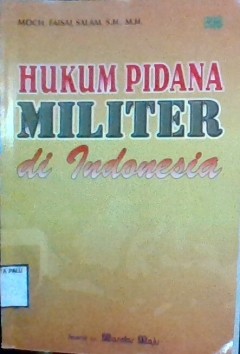 MOCH. FAISAL SALAM, S.H., M.H.
HUKUM PIDANA
MILITER
di Indonesia
Mandar Maju